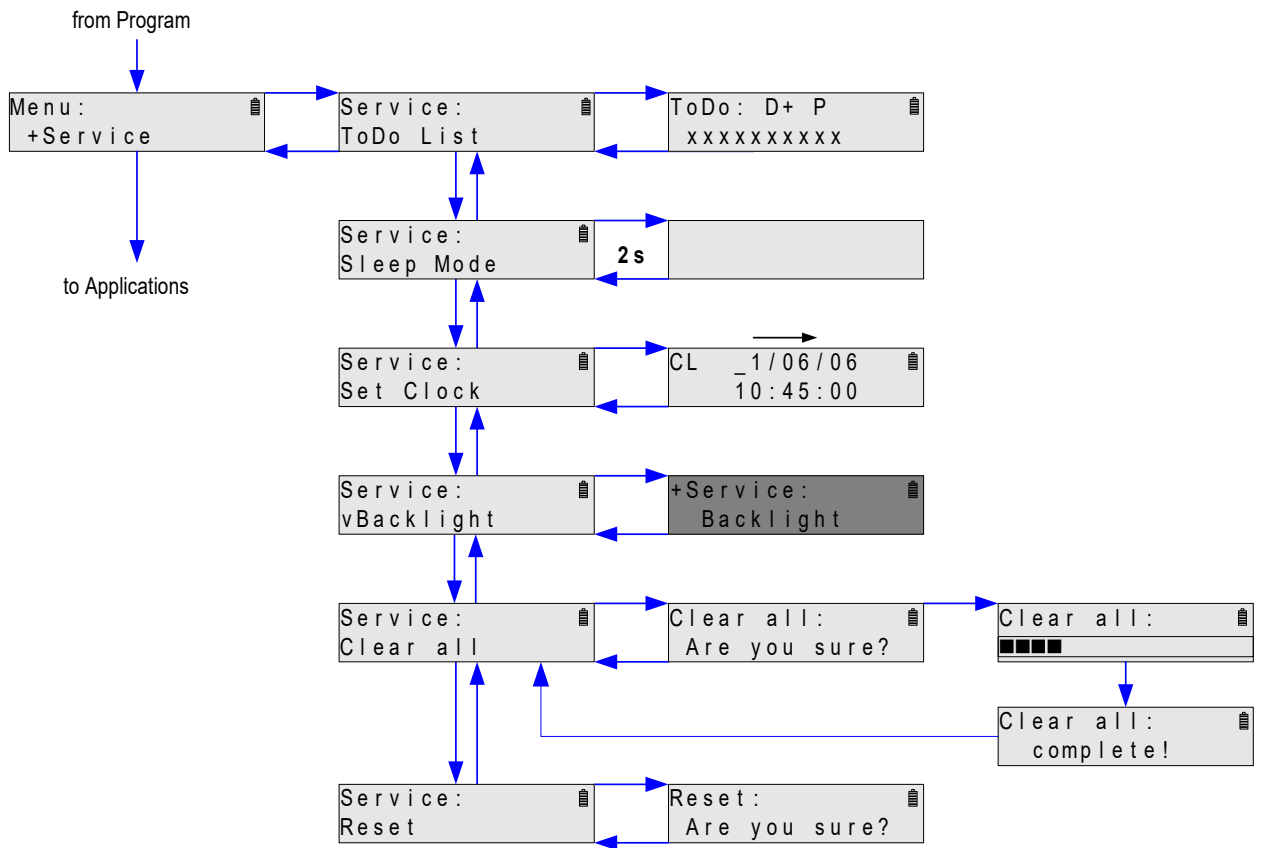 from Program
Menu:
+Service
Service:
ToDo List
ToDo: D+ P
xxxxxxxxxx
to Applications
Service:
Sleep Mode
2 s
Service:
Set Clock
CL _1/06/06
10:45:00
Service:
vBacklight
+Service:
Backlight
Service:
Clear all
Clear all:
Are you sure?
Clear all:
Clear all:
complete!
Service:
Reset
Reset:
Are you sure?